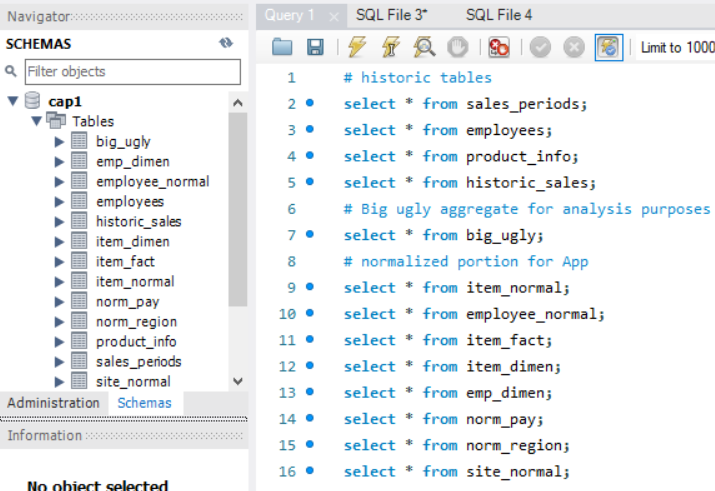 Navigator
SCHEMAS
Filter objects
cap1
Tables
big_ugly
emp_dimen
employee_normal
employees
historic_sales
item_dimen
item_fact
item_normal
norm_pay
norm_region
product_info
sales_periods
site_normal
Administration Schemas
Information
No object selected
Query 1 SQL File 3* SQL File 4
Limit to 1000
1 # historic tables
2 select * from sales_periods;
3 select * from employees;
4 select * from product_info;
5 select * from historic_sales;
6 # Big ugly aggregate for analysis purposes
7 select * from big_ugly;
8 # normalized portion for App
9 select * from item_normal;
10 select * from employee_normal;
11 select * from item_fact;
12 select * from item_dimen;
13 select * from emp_dimen;
14 select * from norm_pay;
15 select * from norm_region;
16 select * from site_normal;